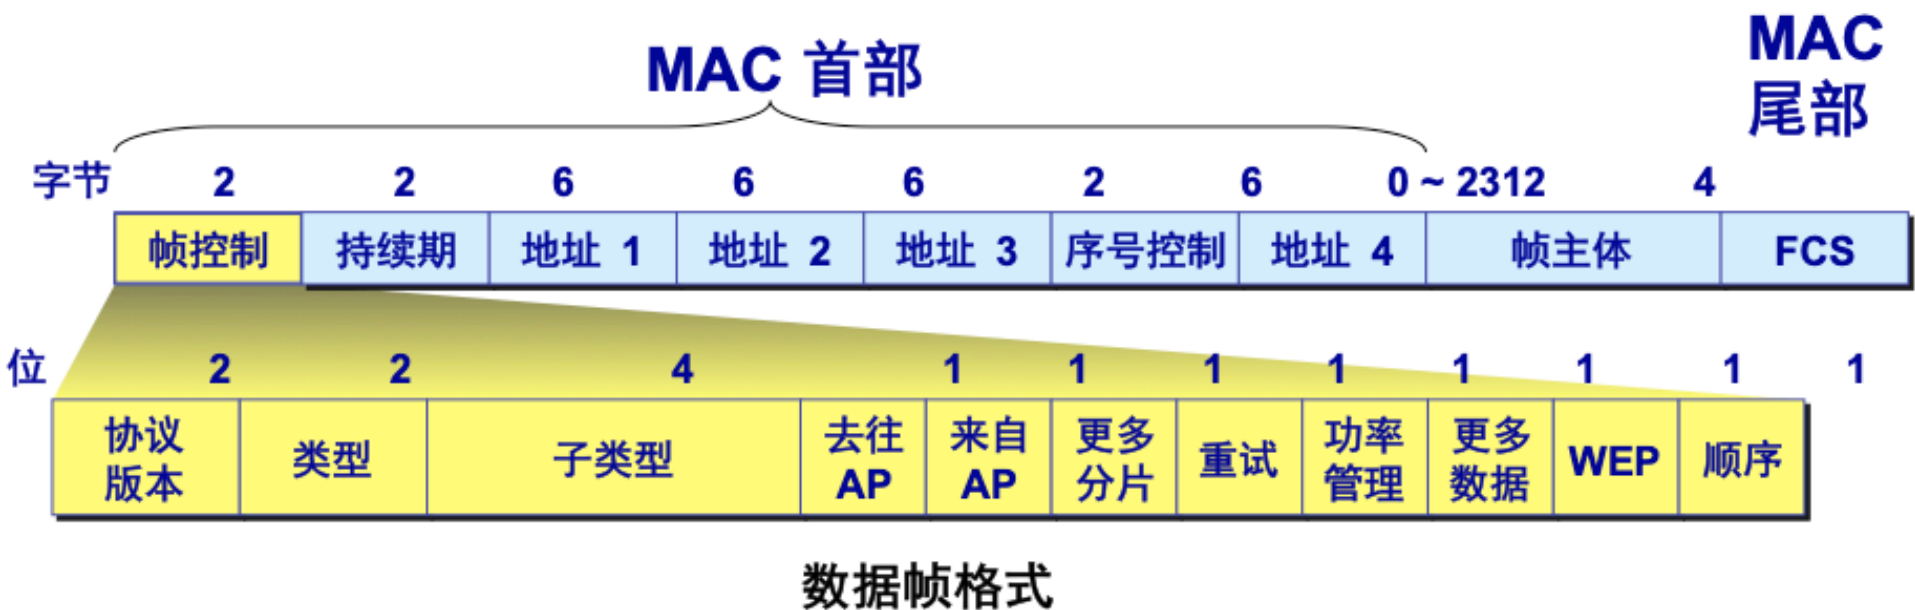 MAC 首部
MAC
尾部
字节 2 2 6 6 6 2 6 0 ~ 2312 4
帧控制 持续期 地址 1 地址 2 地址 3 序号控制 地址 4 帧主体 FCS
位 2 2 4 1 1 1 1 1 1 1 1
协议
版本
类型
子类型
去往
AP
来自
AP
更多
分片
重试
功率
管理
更多
数据
WEP
顺序
数据帧格式